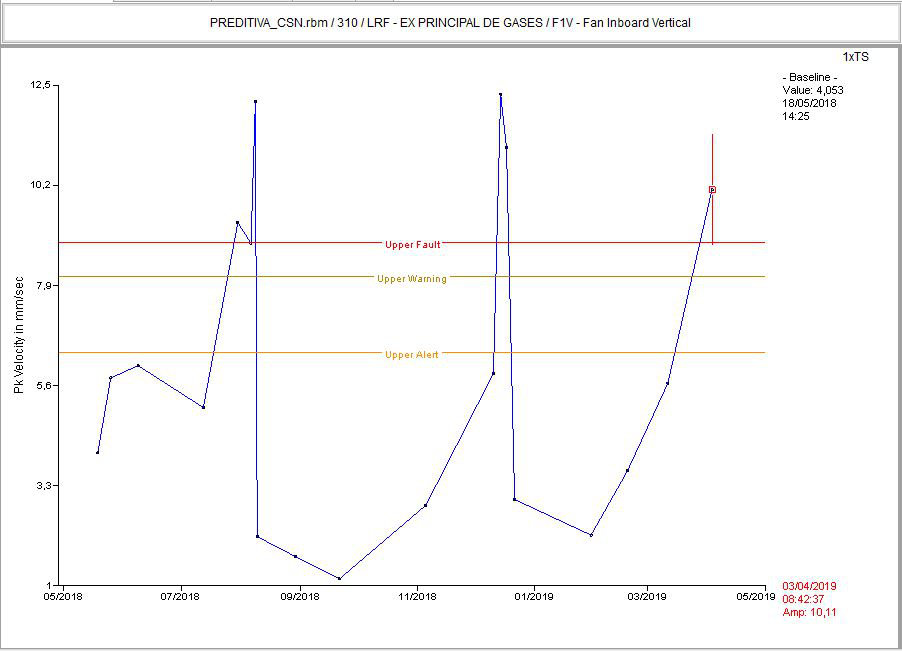 PREDITIVA_CSN.rbm / 310 / LRF - EX PRINCIPAL DE GASES / F1V - Fan Inboard Vertical
1xTS
- Baseline -
Value: 4,053
18/05/2018
14:25
Pk Velocity in mm/sec
12,5
10,2
7,9
5,6
3,3
1
Upper Fault
Upper Warning
Upper Alert
05/2018
07/2018
09/2018
11/2018
01/2019
03/2019
05/2019
03/04/2019
08:42:37
Amp: 10,11